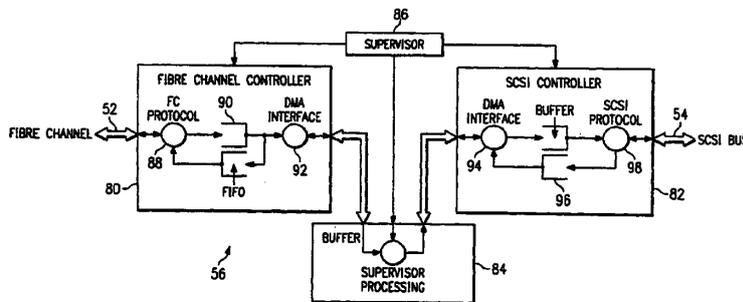 86
SUPERVISOR
FIBRE CHANNEL CONTROLLER
SCSI CONTROLLER
52
FC
PROTOCOL
90
DMA
INTERFACE
DMA
INTERFACE
BUFFER
SCSI
PROTOCOL
54
FIBRE CHANNEL
SCSI BUS
88
92
94
98
80
FIFO
96
82
BUFFER
56
SUPERVISOR
PROCESSING
84